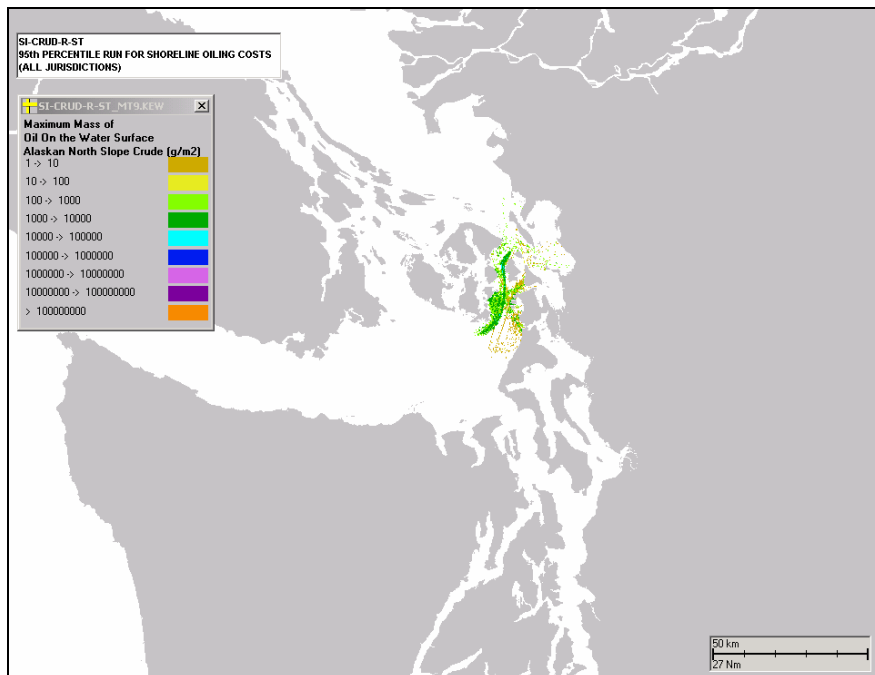 SI-CRUD-R-ST
95th PERCENTILE RUN FOR SHORELINE OILING COSTS
(ALL JURISDICTIONS)
SI-CRUD-R-ST_MT9.KEW
Maximum Mass of
Oil On the Water Surface
Alaskan North Slope Crude (g/m2)
1 -> 10
10 -> 100
100 -> 1000
1000 -> 10000
10000 -> 100000
100000 -> 1000000
1000000 -> 10000000
10000000 -> 100000000
> 100000000
50 km
27 Nm